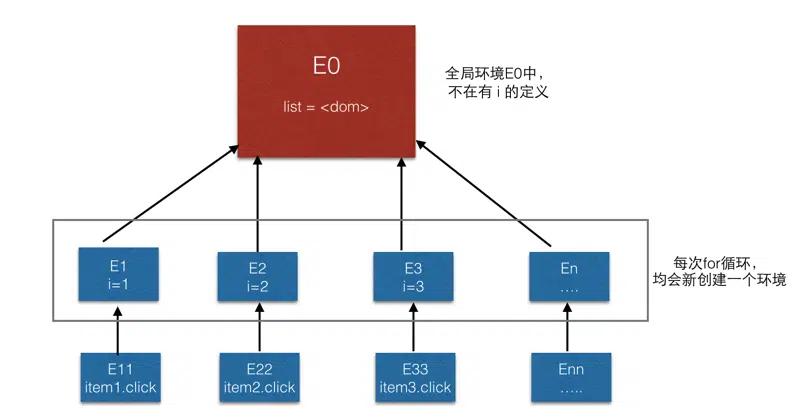 E0
list = <dom>
全局环境E0中，
不在有 i 的定义
E1
i=1
E2
i=2
E3
i=3
En
....
每次for循环，
均会新创建一个环境
E11
item1.click
E22
item2.click
E33
item3.click
Enn
.....